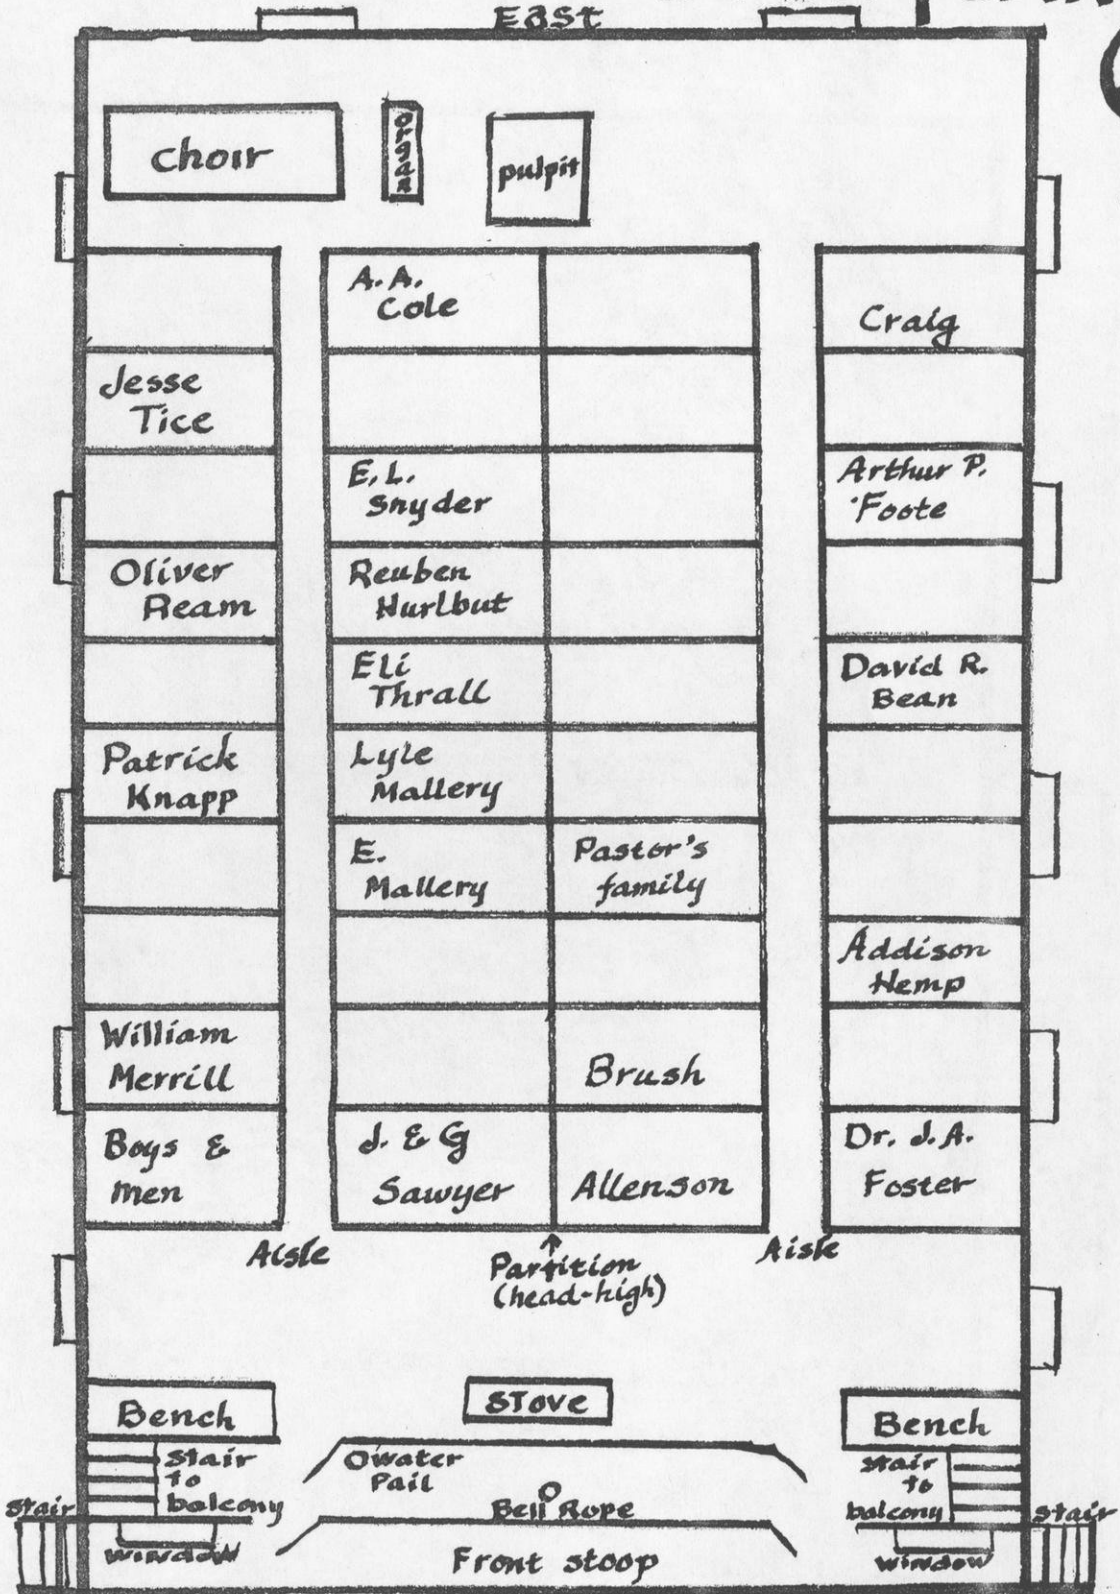 East
choir
organ
pulpit
A. A.
Cole
Craig
Jesse
Tice
E. L.
Snyder
Arthur P.
Foote
Oliver
Ream
Reuben
Hurlbut
Eli
Thrall
David R.
Bean
Patrick
Knapp
Lyle
Mallery
E.
Mallery
Pastor's
family
Addison
Hemp
William
Merrill
Brush
Boys &
men
J. & G
Sawyer
Allenson
Dr. J. A.
Foster
Aisle
Partition
(head-high)
Aisle
Bench
Stove
Bench
stair
to
balcony
water
Pail
Bell Rope
stair
to
balcony
stair
stair
window
Front stoop
window